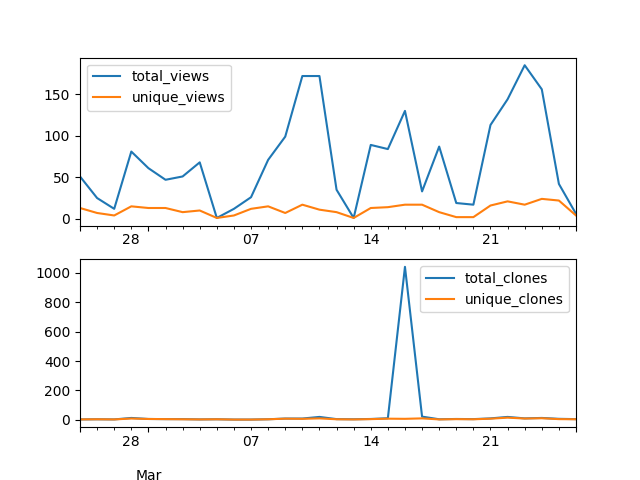 total_views
unique_views
150
100
50
0
28 07 14 21
total_clones
unique_clones
1000
800
600
400
200
0
28 07 14 21
Mar